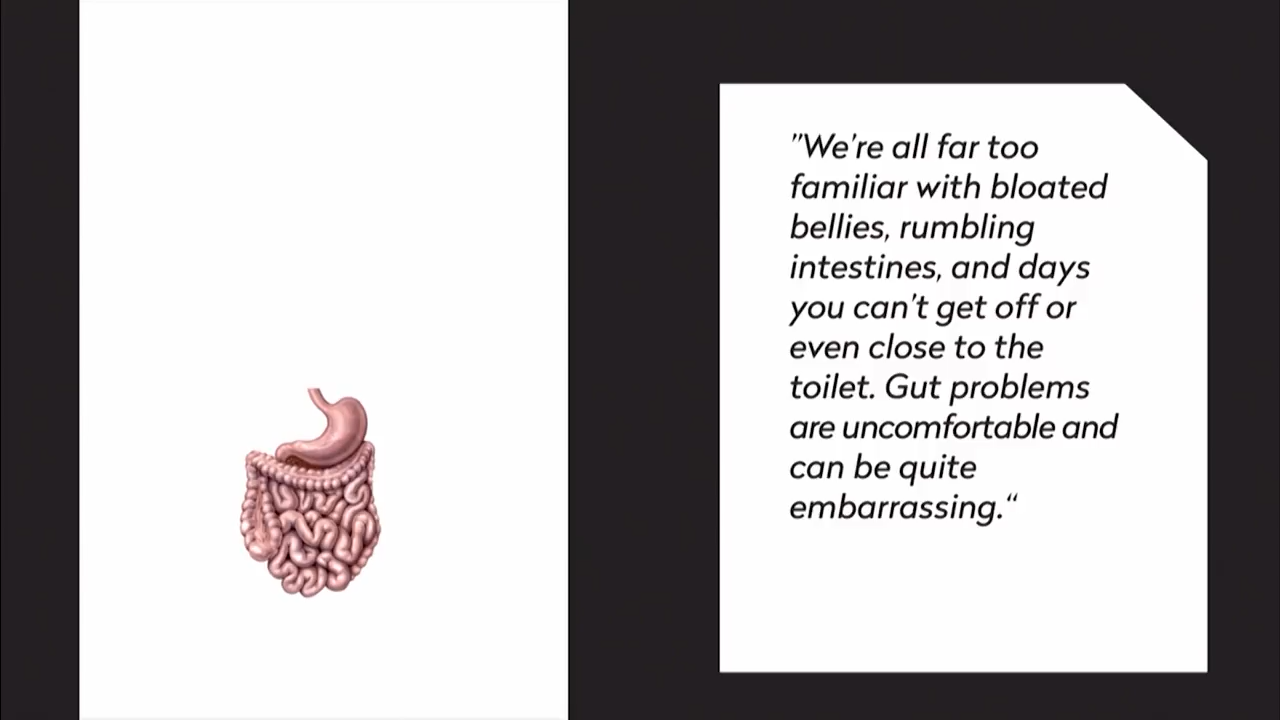 "We're all far too
familiar with bloated
bellies, rumbling
intestines, and days
you can't get off or
even close to the
toilet. Gut problems
are uncomfortable and
can be quite
embarrassing."